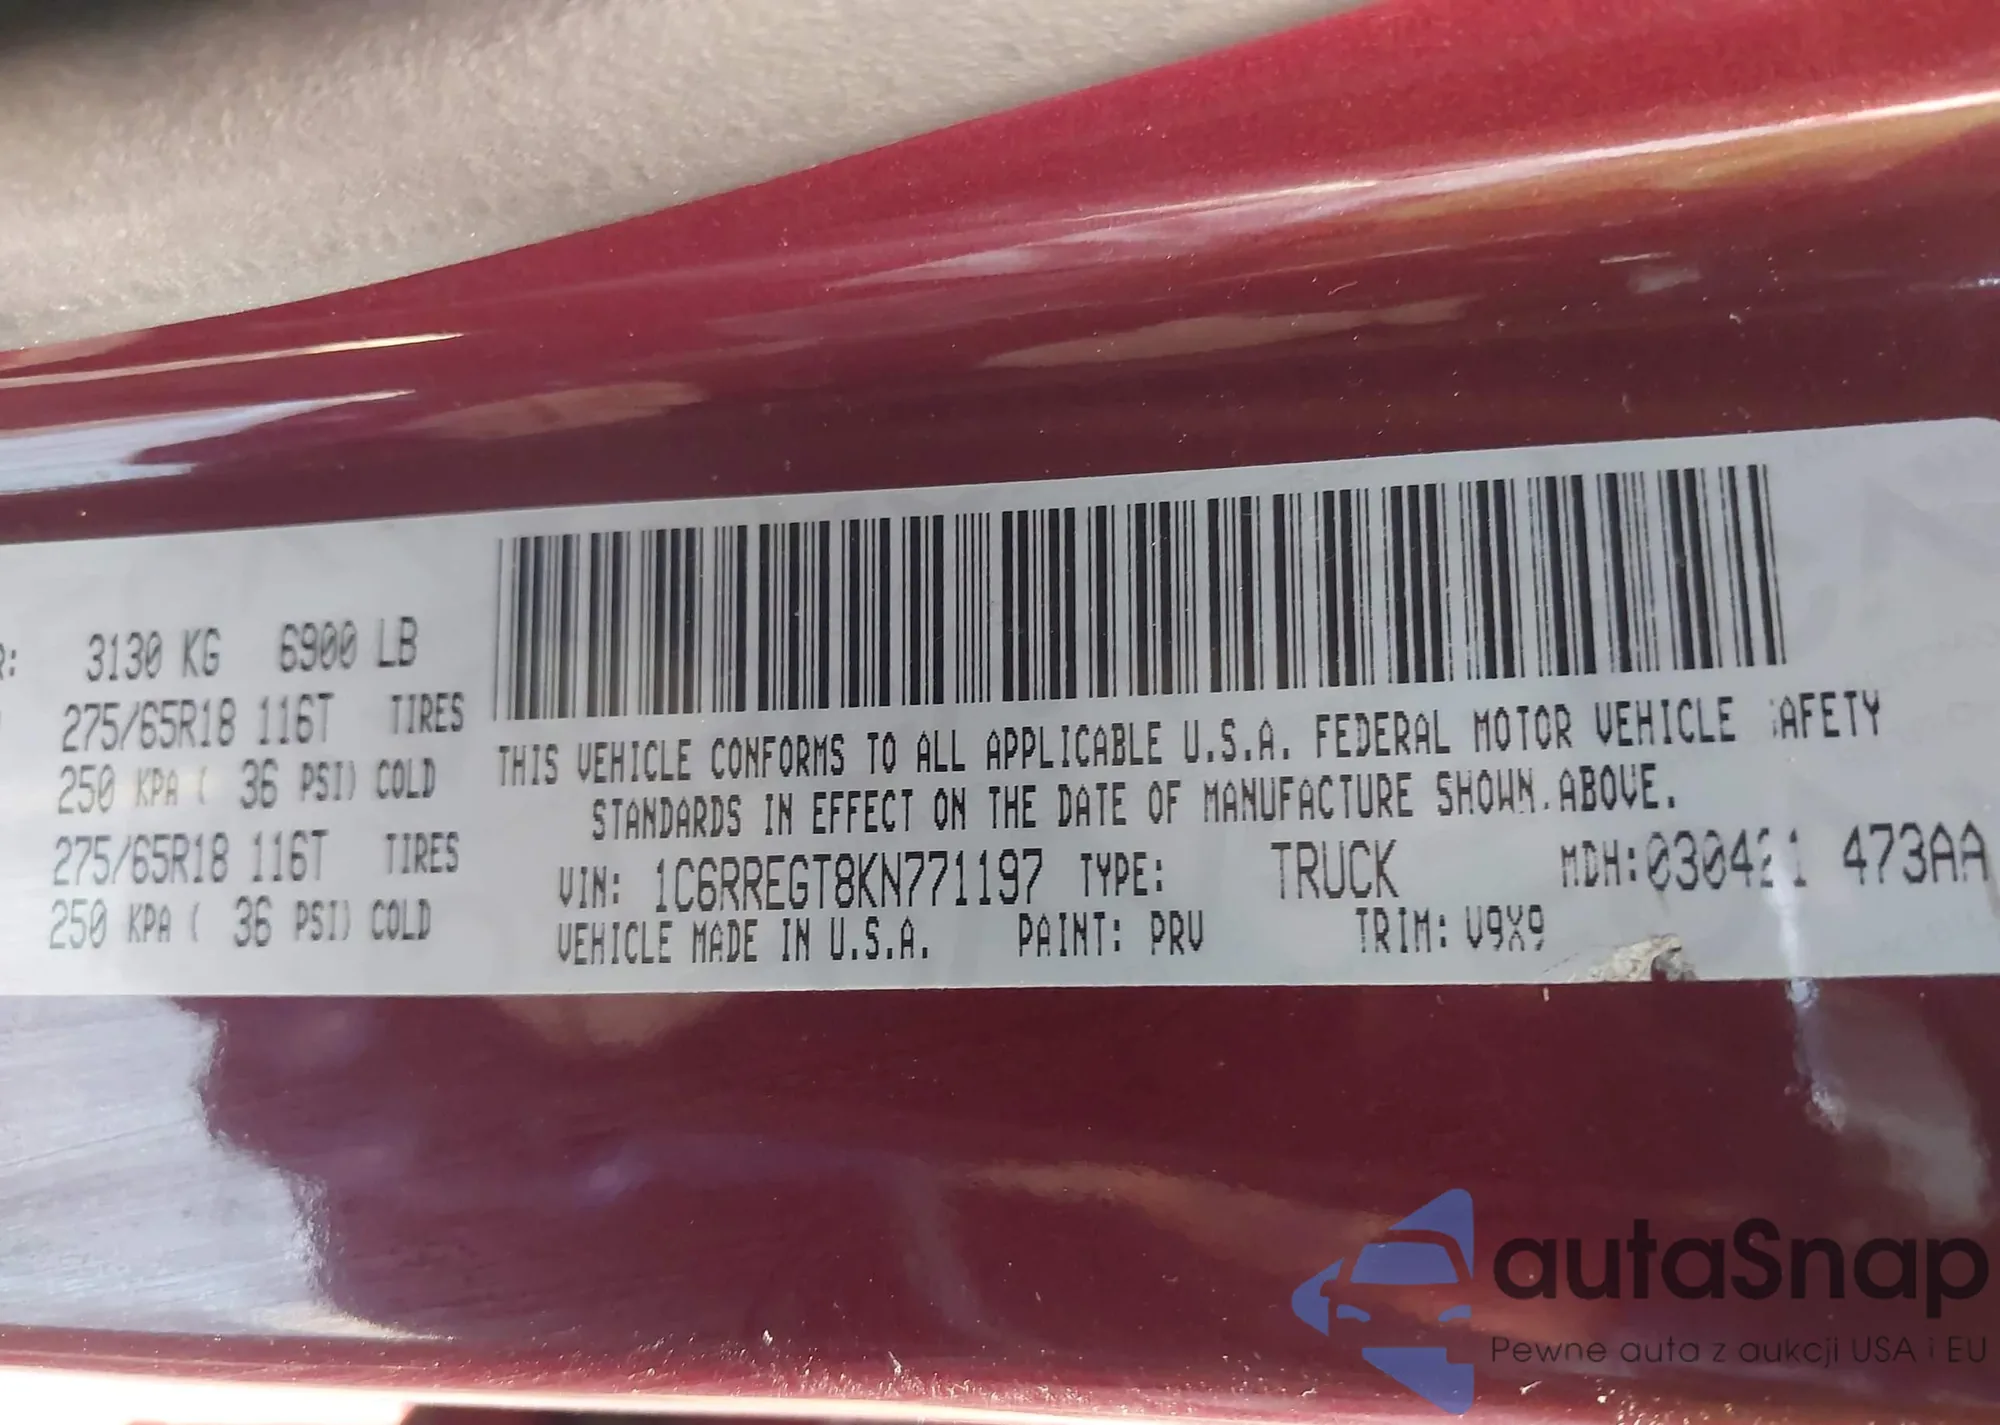 3130 KG 6900 LB
275/65R18 116T TIRES
250 KPA ( 36 PSI) COLD
275/65R18 116T TIRES
250 KPA ( 36 PSI) COLD
THIS VEHICLE CONFORMS TO ALL APPLICABLE U.S.A. FEDERAL MOTOR VEHICLE SAFETY
STANDARDS IN EFFECT ON THE DATE OF MANUFACTURE SHOWN ABOVE.
VIN: 1C6RREGT8KN771197 TYPE: TRUCK MDH: 473AA
VEHICLE MADE IN U.S.A. PAINT: PRV TRIM: V9X9
autaSnap
Pewne auta z aukcji USA i EU